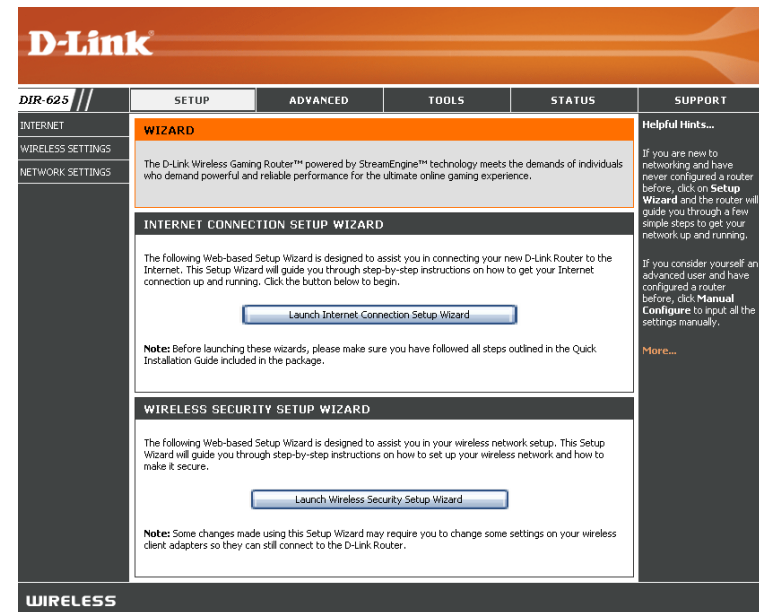 D-Link
DIR-625 //
SETUP ADVANCED TOOLS STATUS SUPPORT
INTERNET
WIRELESS SETTINGS
NETWORK SETTINGS
WIZARD
The D-Link Wireless Gaming Router™ powered by StreamEngine™ technology meets the demands of individuals
who demand powerful and reliable performance for the ultimate online gaming experience.
INTERNET CONNECTION SETUP WIZARD
The following Web-based Setup Wizard is designed to assist you in connecting your new D-Link Router to the
Internet. This Setup Wizard will guide you through step-by-step instructions on how to get your Internet
connection up and running. Click the button below to begin.
Launch Internet Connection Setup Wizard
Note: Before launching these wizards, please make sure you have followed all steps outlined in the Quick
Installation Guide included in the package.
WIRELESS SECURITY SETUP WIZARD
The following Web-based Setup Wizard is designed to assist you in your wireless network setup. This Setup
Wizard will guide you through step-by-step instructions on how to set up your wireless network and how to
make it secure.
Launch Wireless Security Setup Wizard
Note: Some changes made using this Setup Wizard may require you to change some settings on your wireless
client adapters so they can still connect to the D-Link Router.
Helpful Hints...
If you are new to
networking and have
never configured a router
before, click on Setup
Wizard and the router will
guide you through a few
simple steps to get your
network up and running.
If you consider yourself an
advanced user and have
configured a router
before, click Manual
Configure to input all the
settings manually.
More...
WIRELESS